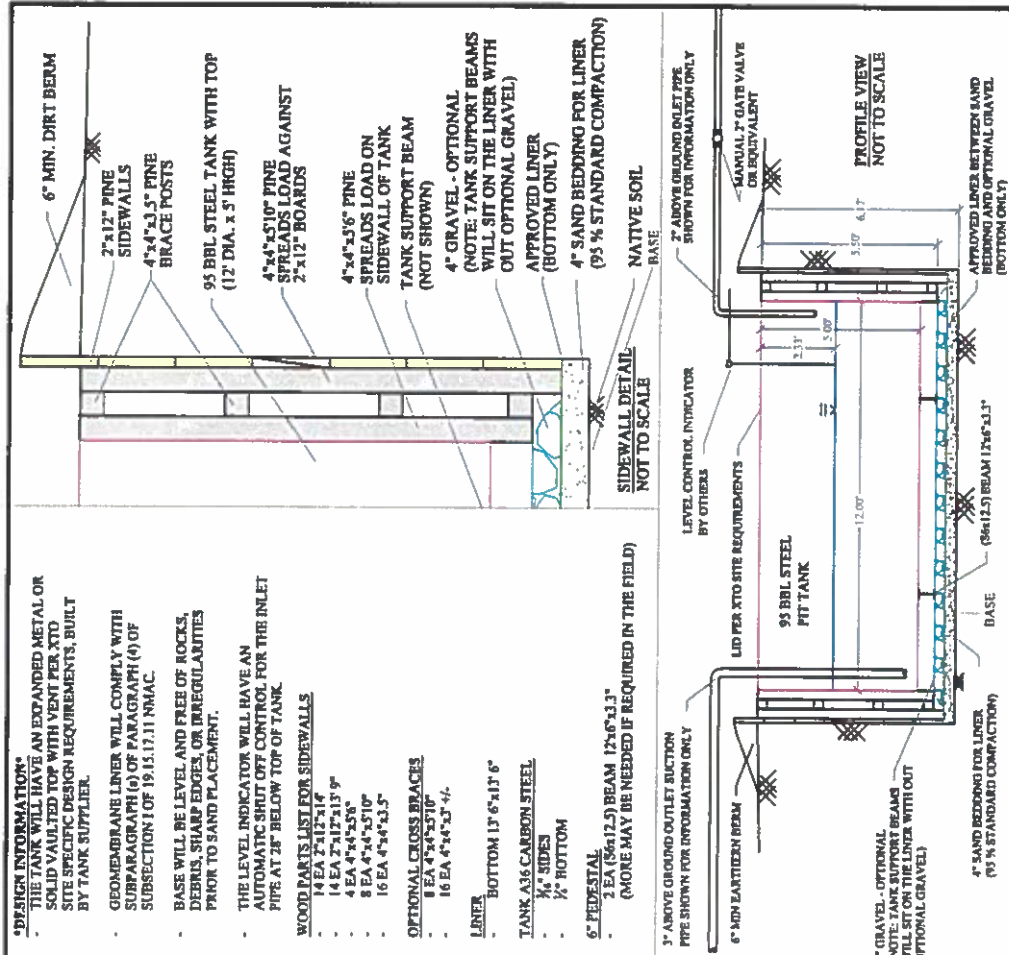 *DESIGN INFORMATION*
- THE TANK WILL HAVE AN EXPANDED METAL OR
SOLID VAULTED TOP WITH VENT PER XTO
SITE SPECIFIC DESIGN REQUIREMENTS, BUILT
BY TANK SUPPLIER.
- GEOMEMBRANE LINER WILL COMPLY WITH
SUBPARAGRAPH (a) OF PARAGRAPH (4) OF
SUBSECTION I OF 19.15.17.11 NMAC.
- BASE WILL BE LEVEL AND FREE OF ROCKS,
DEBRIS, SHARP EDGES, OR IRREGULARITIES
PRIOR TO SAND PLACEMENT.
- THE LEVEL INDICATOR WILL HAVE AN
AUTOMATIC SHUT OFF CONTROL FOR THE INLET
PIPE AT 28" BELOW TOP OF TANK.
WOOD PARTS LIST FOR SIDEWALLS
- 14 EA 2"x12"x14'
- 14 EA 2"x12"x13' 9"
- 4 EA 4"x4"x5'6"
- 8 EA 4"x4"x5'10"
- 16 EA 4"x4"x3.5"
OPTIONAL CROSS BRACES
- 8 EA 4"x4"x5'10"
- 16 EA 4"x4"x3' +/-
LINER
- BOTTOM 13' 6"x13' 6"
TANK A36 CARBON STEEL
- 3/16" SIDES
- 1/4" BOTTOM
6" PEDESTAL
- 2 EA (S6x12.5) BEAM 12'x6"x3.3"
(MORE MAY BE NEEDED IF REQUIRED IN THE FIELD)
6" MIN. DIRT BERM
2"x12" PINE
SIDEWALLS
4"x4"x3.5" PINE
BRACE POSTS
95 BBL STEEL TANK WITH TOP
(12' DIA. x 5' HIGH)
4"x4"x5'10" PINE
SPREADS LOAD AGAINST
2"x12" BOARDS
4"x4"x5'6" PINE
SPREADS LOAD ON
SIDEWALL OF TANK
TANK SUPPORT BEAM
(NOT SHOWN)
4" GRAVEL - OPTIONAL
(NOTE: TANK SUPPORT BEAMS
WILL SIT ON THE LINER WITH
OUT OPTIONAL GRAVEL)
APPROVED LINER
(BOTTOM ONLY)
4" SAND BEDDING FOR LINER
(95 % STANDARD COMPACTION)
NATIVE SOIL
BASE
SIDEWALL DETAIL
NOT TO SCALE
3" ABOVE GROUND OUTLET SUCTION
PIPE SHOWN FOR INFORMATION ONLY
6" MIN EARTHEN BERM
LID PER XTO SITE REQUIREMENTS
LEVEL CONTROL INDICATOR
BY OTHERS
2" ABOVE GROUND INLET PIPE
SHOWN FOR INFORMATION ONLY
MANUAL 2" GATE VALVE
OR EQUIVALENT
PROFILE VIEW
NOT TO SCALE
95 BBL STEEL
PIT TANK
12.00'
2.33'
5.00'
5.50'
6.17'
" GRAVEL - OPTIONAL
NOTE: TANK SUPPORT BEAMS
ILL SIT ON THE LINER WITH OUT
PTIONAL GRAVEL)
4" SAND BEDDING FOR LINER
(95 % STANDARD COMPACTION)
BASE
(S6x12.5) BEAM 12'x6"x3.3"
APPROVED LINER BETWEEN SAND
BEDDING AND OPTIONAL GRAVEL
(BOTTOM ONLY)